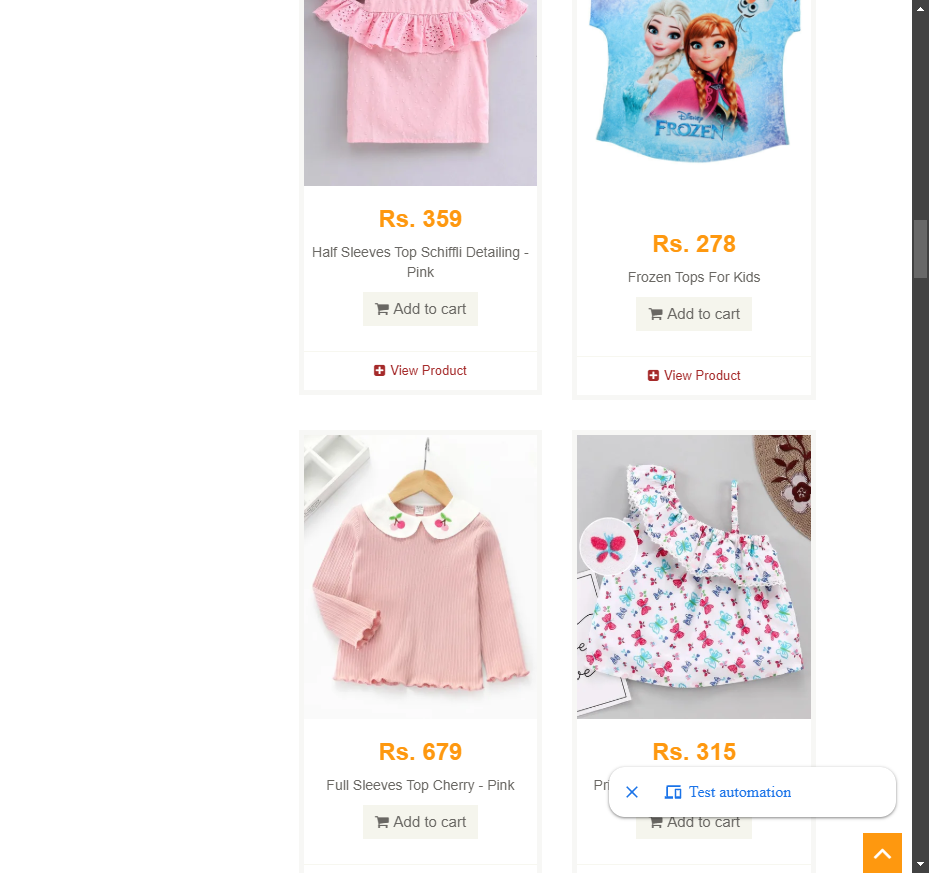 Disney
FROZEN
Rs. 359
Half Sleeves Top Schiffli Detailing -
Pink
Add to cart
View Product
Rs. 278
Frozen Tops For Kids
Add to cart
View Product
Rs. 679
Full Sleeves Top Cherry - Pink
Add to cart
Rs. 315
Test automation
Add to cart